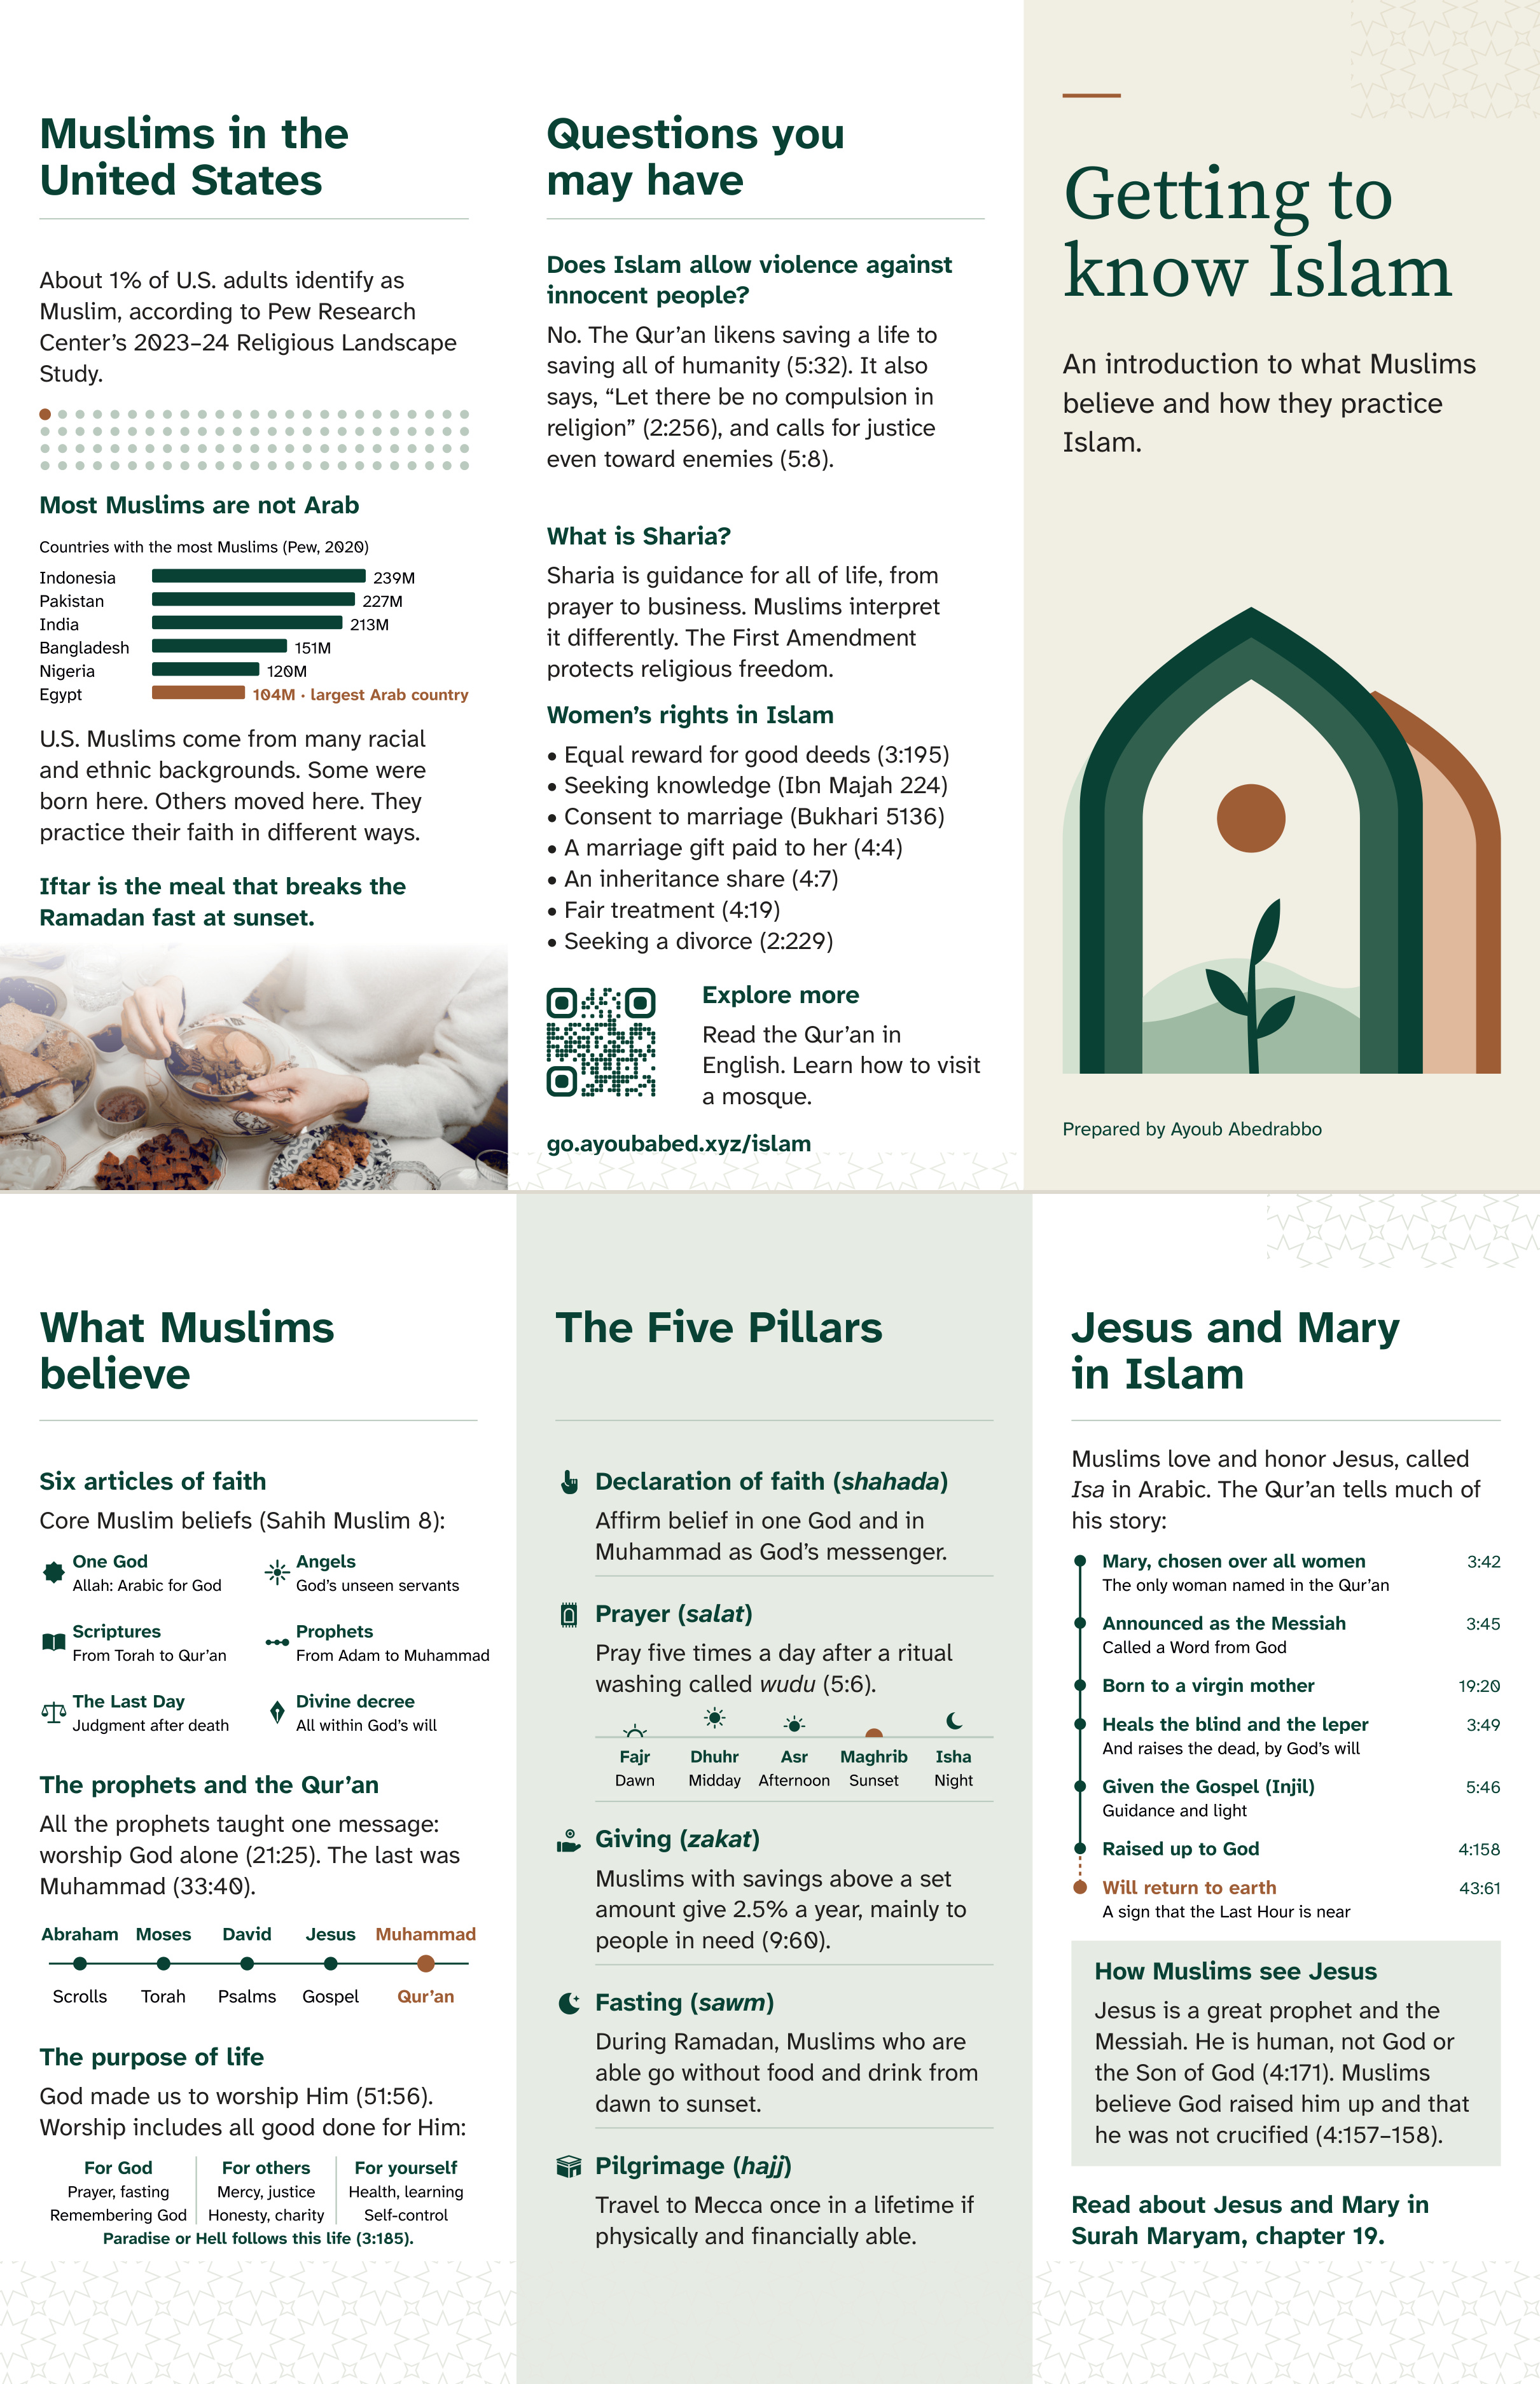 Muslims in the
United States
About 1% of U.S. adults identify as
Muslim, according to Pew Research
Center’s 2023–24 Religious Landscape
Study.
Most Muslims are not Arab
Countries with the most Muslims (Pew, 2020)
Indonesia 239M
Pakistan 227M
India 213M
Bangladesh 151M
Nigeria 120M
Egypt 104M · largest Arab country
U.S. Muslims come from many racial
and ethnic backgrounds. Some were
born here. Others moved here. They
practice their faith in different ways.
Iftar is the meal that breaks the
Ramadan fast at sunset.
Questions you
may have
Does Islam allow violence against
innocent people?
No. The Qur’an likens saving a life to
saving all of humanity (5:32). It also
says, “Let there be no compulsion in
religion” (2:256), and calls for justice
even toward enemies (5:8).
What is Sharia?
Sharia is guidance for all of life, from
prayer to business. Muslims interpret
it differently. The First Amendment
protects religious freedom.
Women’s rights in Islam
• Equal reward for good deeds (3:195)
• Seeking knowledge (Ibn Majah 224)
• Consent to marriage (Bukhari 5136)
• A marriage gift paid to her (4:4)
• An inheritance share (4:7)
• Fair treatment (4:19)
• Seeking a divorce (2:229)
Explore more
Read the Qur’an in
English. Learn how to visit
a mosque.
go.ayoubabed.xyz/islam
Getting to
know Islam
An introduction to what Muslims
believe and how they practice
Islam.
Prepared by Ayoub Abedrabbo
What Muslims
believe
Six articles of faith
Core Muslim beliefs (Sahih Muslim 8):
One God
Allah: Arabic for God
Angels
God’s unseen servants
Scriptures
From Torah to Qur’an
Prophets
From Adam to Muhammad
The Last Day
Judgment after death
Divine decree
All within God’s will
The prophets and the Qur’an
All the prophets taught one message:
worship God alone (21:25). The last was
Muhammad (33:40).
Abraham Moses David Jesus Muhammad
Scrolls Torah Psalms Gospel Qur’an
The purpose of life
God made us to worship Him (51:56).
Worship includes all good done for Him:
For God
Prayer, fasting
Remembering God
For others
Mercy, justice
Honesty, charity
For yourself
Health, learning
Self-control
Paradise or Hell follows this life (3:185).
The Five Pillars
Declaration of faith (shahada)
Affirm belief in one God and in
Muhammad as God’s messenger.
Prayer (salat)
Pray five times a day after a ritual
washing called wudu (5:6).
Fajr Dhuhr Asr Maghrib Isha
Dawn Midday Afternoon Sunset Night
Giving (zakat)
Muslims with savings above a set
amount give 2.5% a year, mainly to
people in need (9:60).
Fasting (sawm)
During Ramadan, Muslims who are
able go without food and drink from
dawn to sunset.
Pilgrimage (hajj)
Travel to Mecca once in a lifetime if
physically and financially able.
Jesus and Mary
in Islam
Muslims love and honor Jesus, called
Isa in Arabic. The Qur’an tells much of
his story:
Mary, chosen over all women 3:42
The only woman named in the Qur’an
Announced as the Messiah 3:45
Called a Word from God
Born to a virgin mother 19:20
Heals the blind and the leper 3:49
And raises the dead, by God’s will
Given the Gospel (Injil) 5:46
Guidance and light
Raised up to God 4:158
Will return to earth 43:61
A sign that the Last Hour is near
How Muslims see Jesus
Jesus is a great prophet and the
Messiah. He is human, not God or
the Son of God (4:171). Muslims
believe God raised him up and that
he was not crucified (4:157–158).
Read about Jesus and Mary in
Surah Maryam, chapter 19.